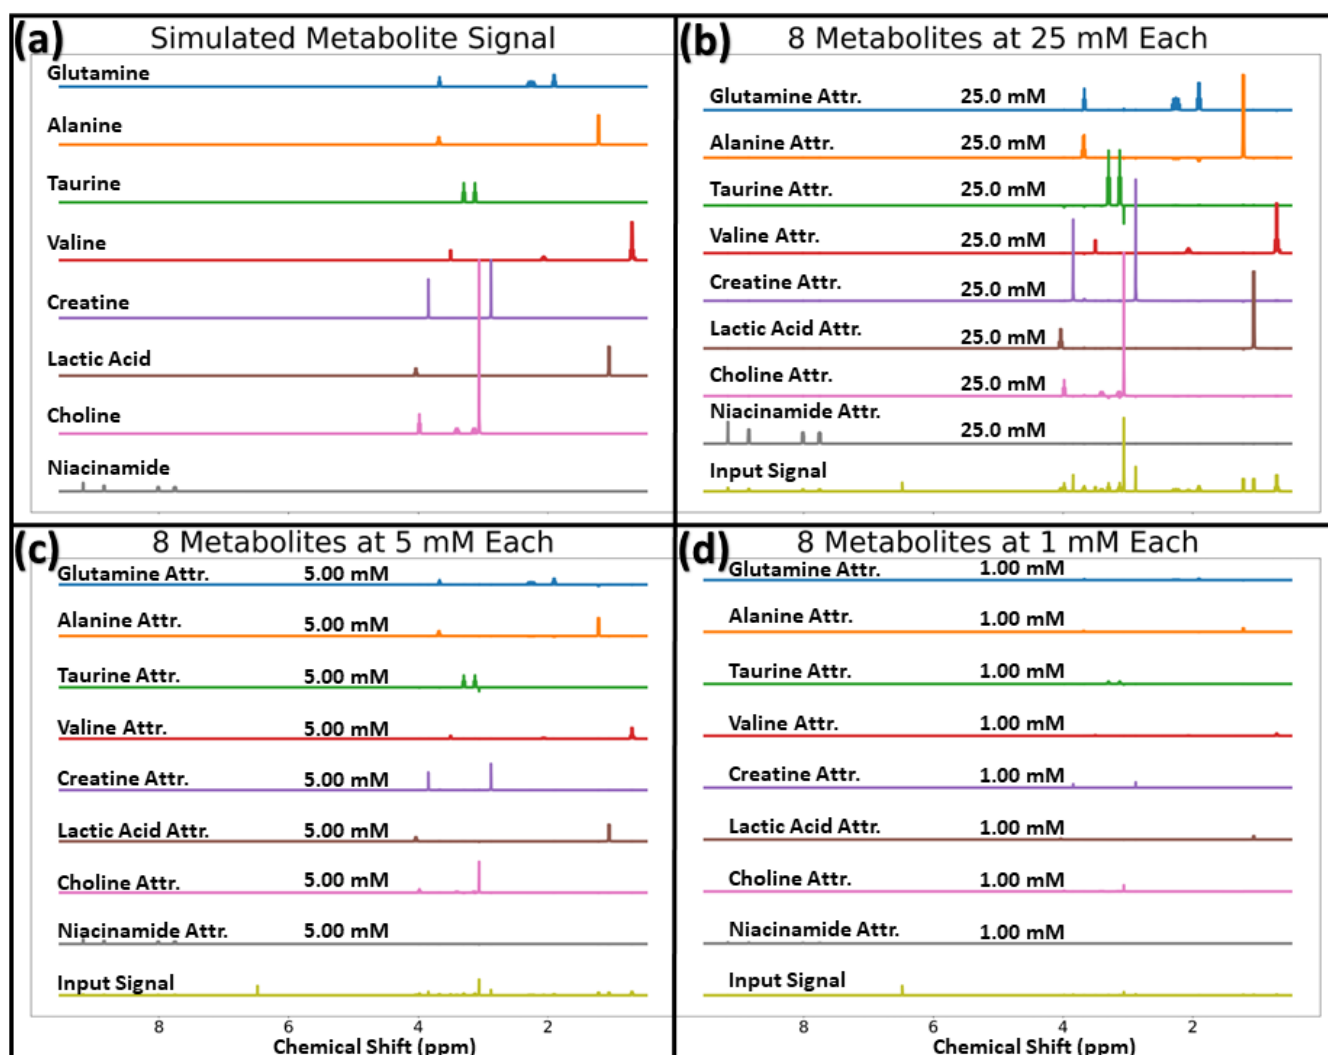 (a) Simulated Metabolite Signal
Glutamine
Alanine
Taurine
Valine
Creatine
Lactic Acid
Choline
Niacinamide
(b) 8 Metabolites at 25 mM Each
Glutamine Attr. 25.0 mM
Alanine Attr. 25.0 mM
Taurine Attr. 25.0 mM
Valine Attr. 25.0 mM
Creatine Attr. 25.0 mM
Lactic Acid Attr. 25.0 mM
Choline Attr. 25.0 mM
Niacinamide Attr. 25.0 mM
Input Signal
(c) 8 Metabolites at 5 mM Each
Glutamine Attr. 5.00 mM
Alanine Attr. 5.00 mM
Taurine Attr. 5.00 mM
Valine Attr. 5.00 mM
Creatine Attr. 5.00 mM
Lactic Acid Attr. 5.00 mM
Choline Attr. 5.00 mM
Niacinamide Attr. 5.00 mM
Input Signal
8 6 4 2
Chemical Shift (ppm)
(d) 8 Metabolites at 1 mM Each
Glutamine Attr. 1.00 mM
Alanine Attr. 1.00 mM
Taurine Attr. 1.00 mM
Valine Attr. 1.00 mM
Creatine Attr. 1.00 mM
Lactic Acid Attr. 1.00 mM
Choline Attr. 1.00 mM
Niacinamide Attr. 1.00 mM
Input Signal
8 6 4 2
Chemical Shift (ppm)